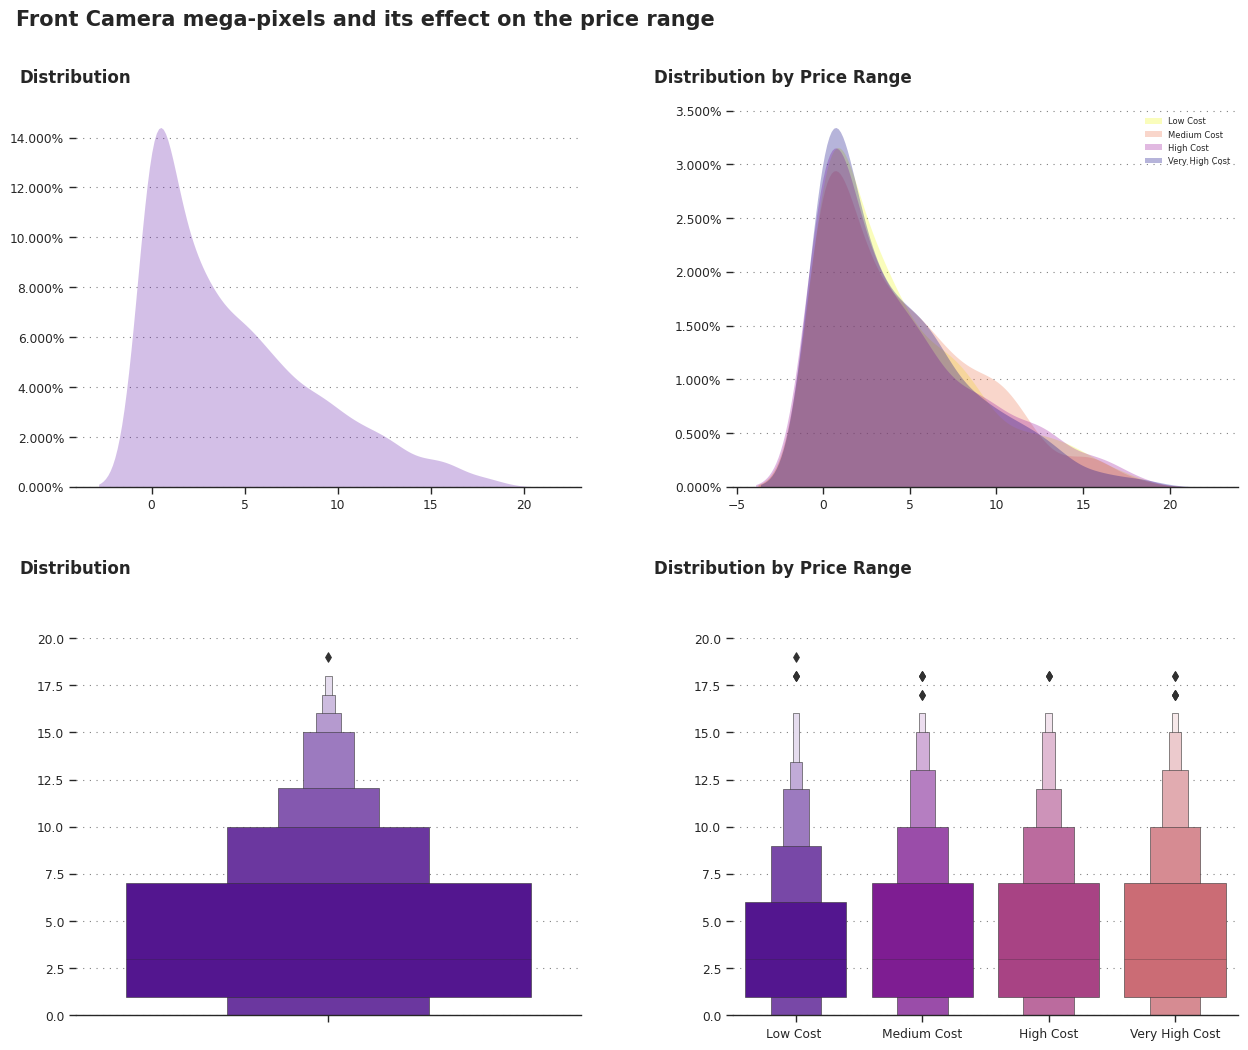 Front Camera mega-pixels and its effect on the price range
Distribution
14.000%
12.000%
10.000%
8.000%
6.000%
4.000%
2.000%
0.000%
0 5 10 15 20
Distribution by Price Range
3.500%
3.000%
2.500%
2.000%
1.500%
1.000%
0.500%
0.000%
−5 0 5 10 15 20
Low Cost
Medium Cost
High Cost
Very High Cost
Distribution
20.0
17.5
15.0
12.5
10.0
7.5
5.0
2.5
0.0
Distribution by Price Range
20.0
17.5
15.0
12.5
10.0
7.5
5.0
2.5
0.0
Low Cost Medium Cost High Cost Very High Cost